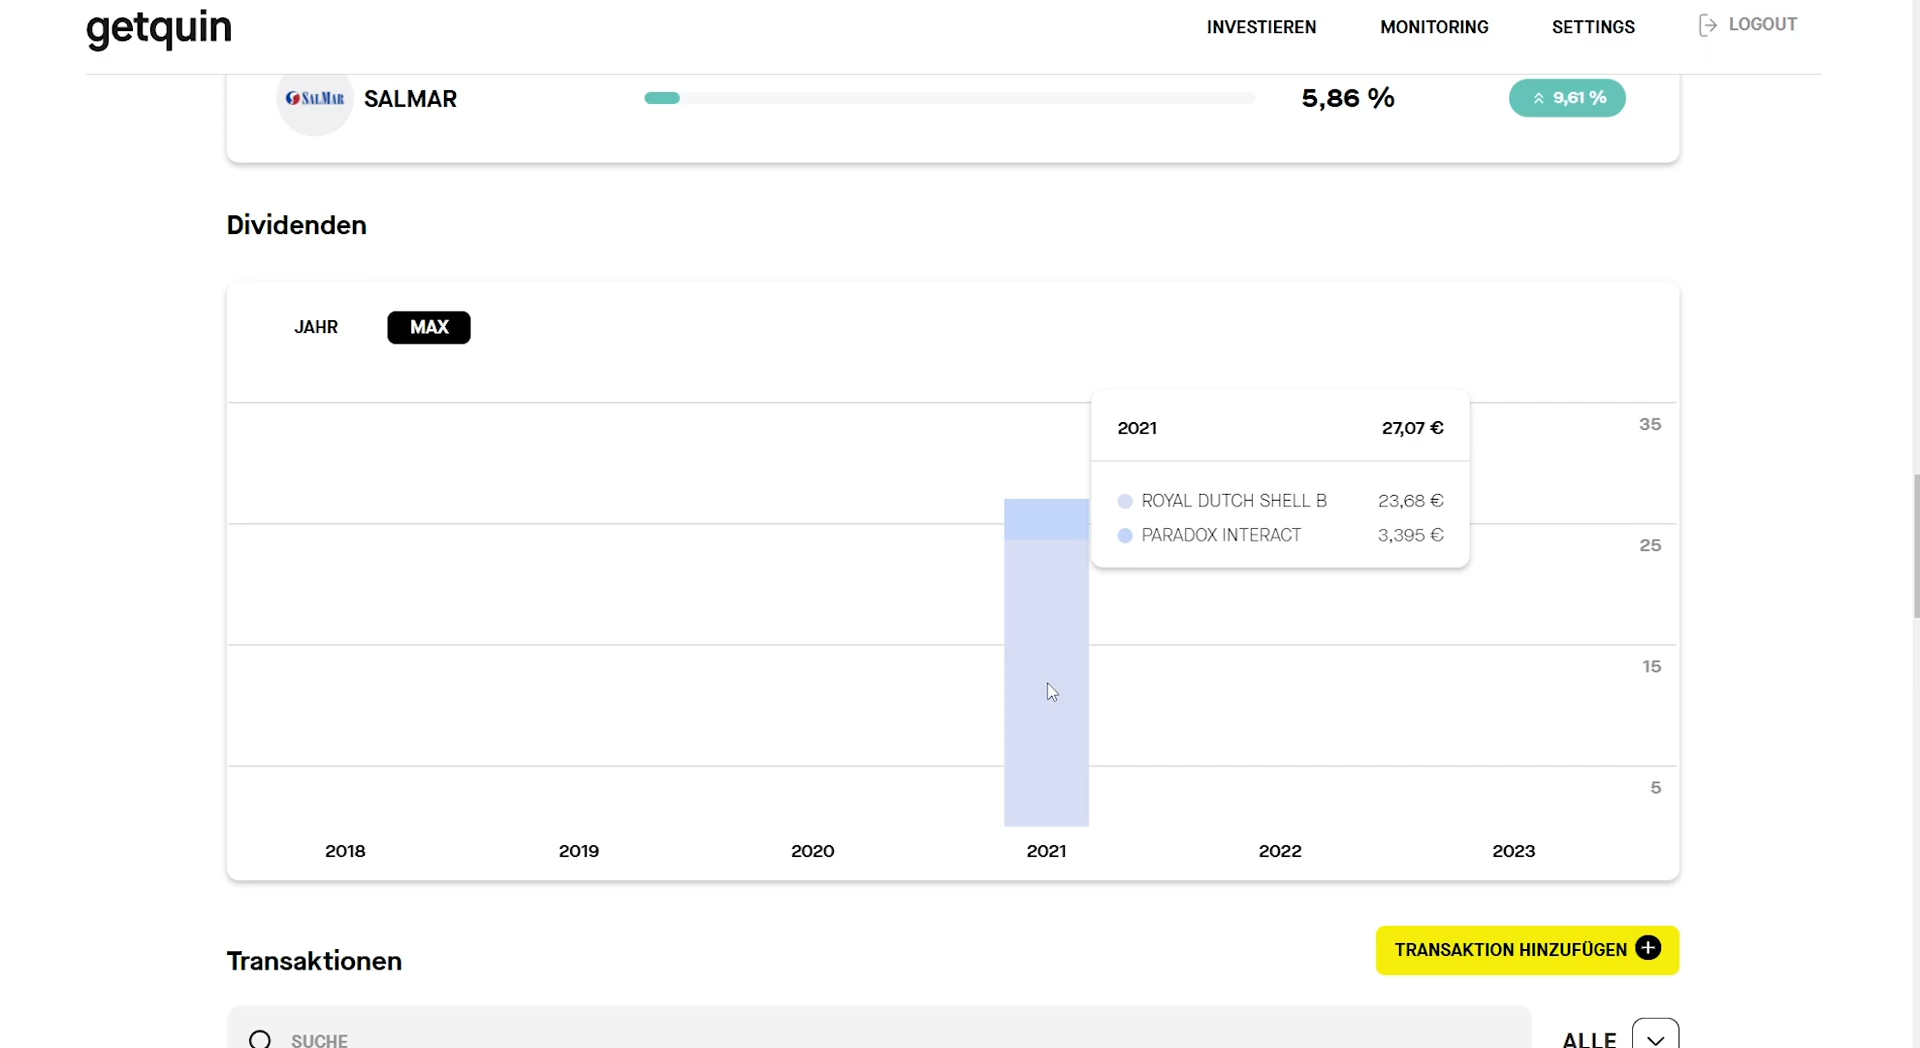 getquin
INVESTIEREN
MONITORING
SETTINGS
LOGOUT
SALMAR
SALMAR
5,86 %
9,61 %
Dividenden
JAHR
MAX
2021 27,07 €
ROYAL DUTCH SHELL B 23,68 €
PARADOX INTERACT 3,395 €
35
25
15
5
2018 2019 2020 2021 2022 2023
Transaktionen
TRANSAKTION HINZUFÜGEN
SUCHE
ALLE